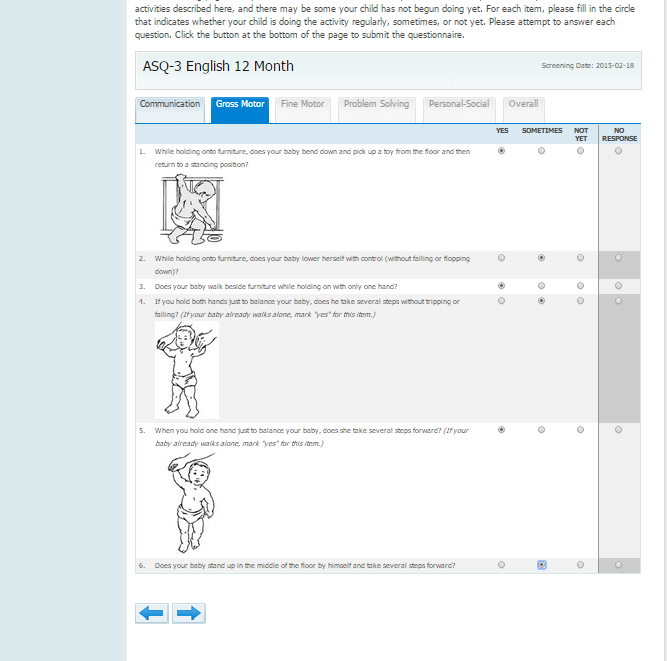 activities described here, and there may be some your child has not begun doing yet. For each item, please fill in the circle
that indicates whether your child is doing the activity regularly, sometimes, or not yet. Please attempt to answer each
question. Click the button at the bottom of the page to submit the questionnaire.
ASQ-3 English 12 Month
Screening Date: 2015-02-18
Communication Gross Motor Fine Motor Problem Solving Personal-Social Overall
YES SOMETIMES NOT YET NO RESPONSE
1. While holding onto furniture, does your baby bend down and pick up a toy from the floor and then
return to a standing position?
2. While holding onto furniture, does your baby lower herself with control (without falling or flopping
down)?
3. Does your baby walk beside furniture while holding on with only one hand?
4. If you hold both hands just to balance your baby, does he take several steps without tripping or
falling? (If your baby already walks alone, mark "yes" for this item.)
5. When you hold one hand just to balance your baby, does she take several steps forward? (If your
baby already walks alone, mark "yes" for this item.)
6. Does your baby stand up in the middle of the floor by himself and take several steps forward?